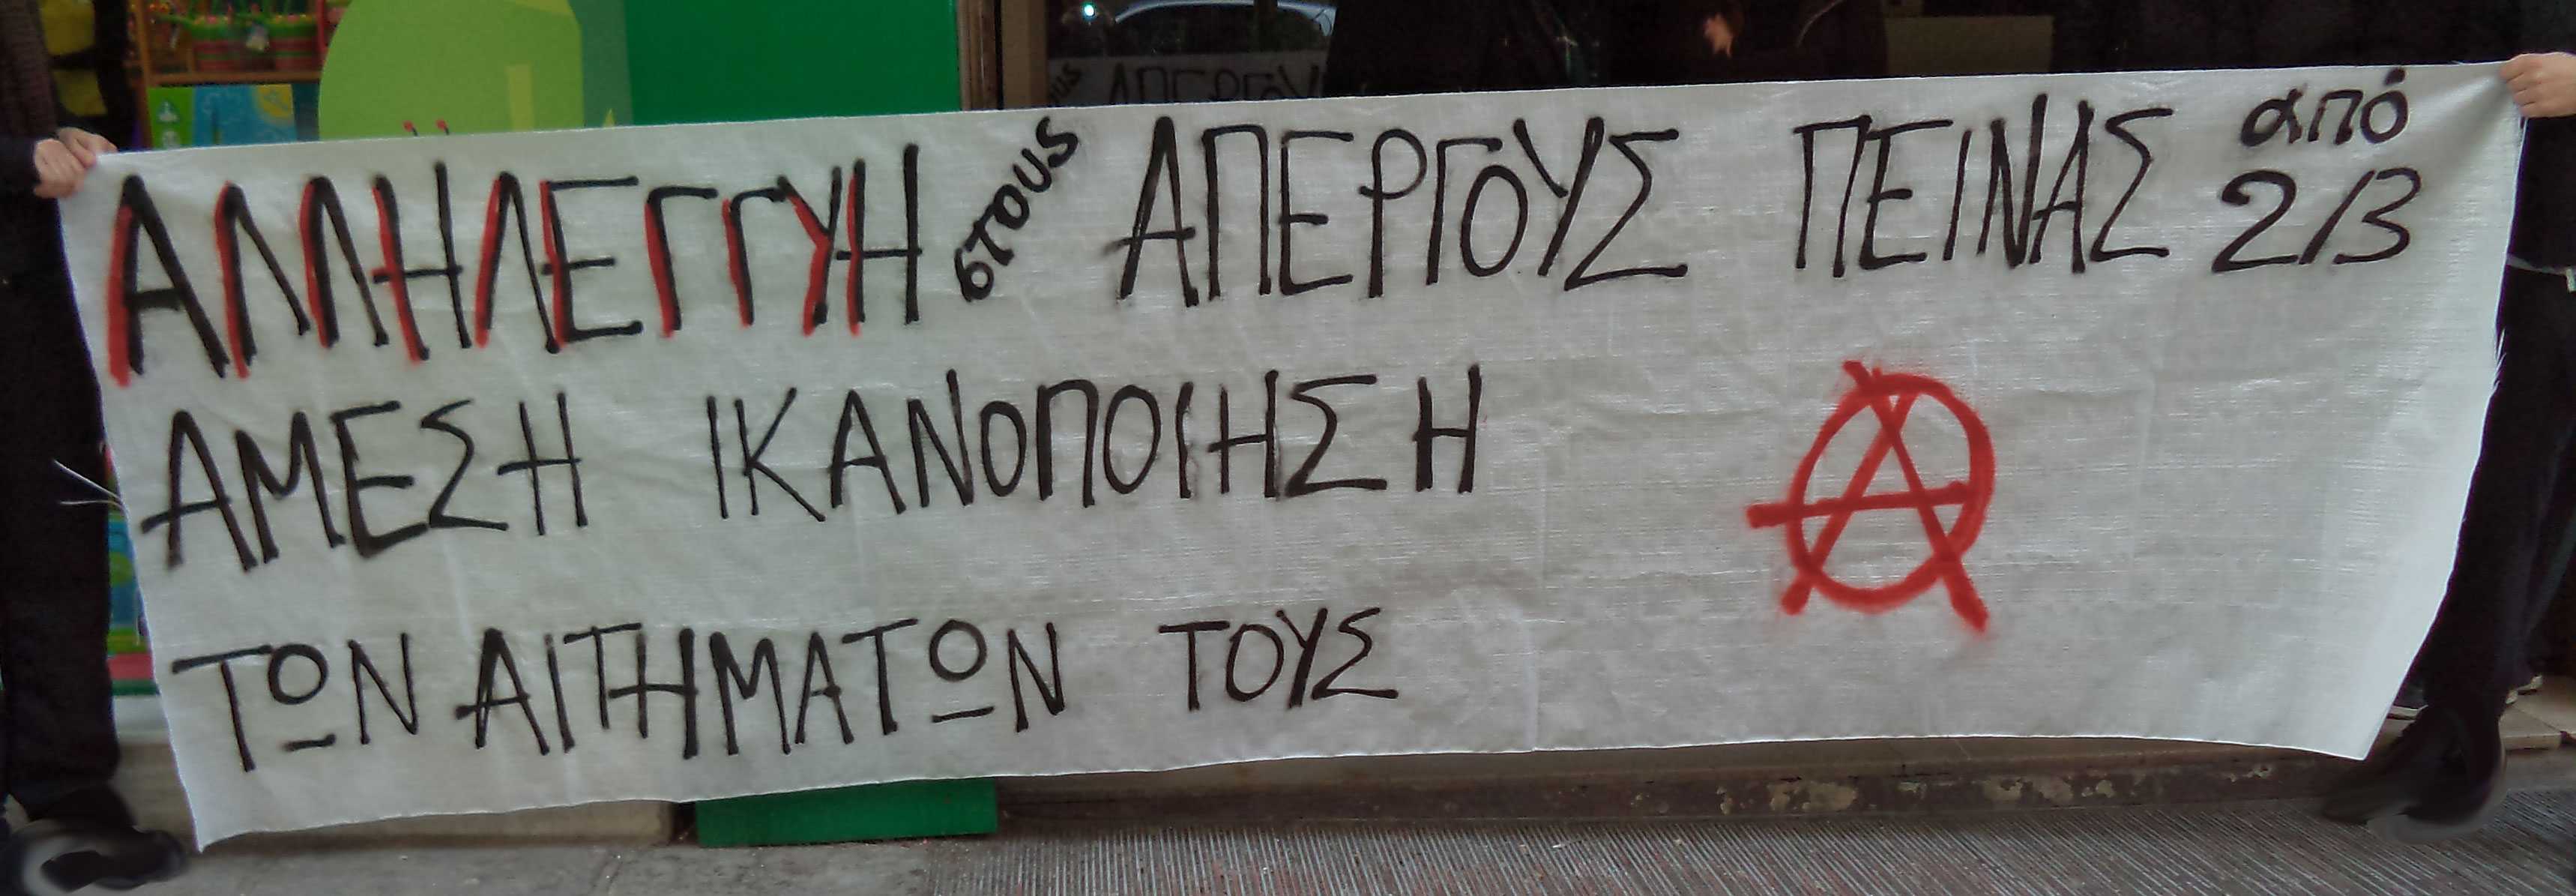 ΑΛΛΗΛΕΓΓΥΗ στους ΑΠΕΡΓΟΥΣ ΠΕΙΝΑΣ από 2/3
ΑΜΕΣΗ ΙΚΑΝΟΠΟΙΗΣΗ
ΤΩΝ ΑΙΤΗΜΑΤΩΝ ΤΟΥΣ